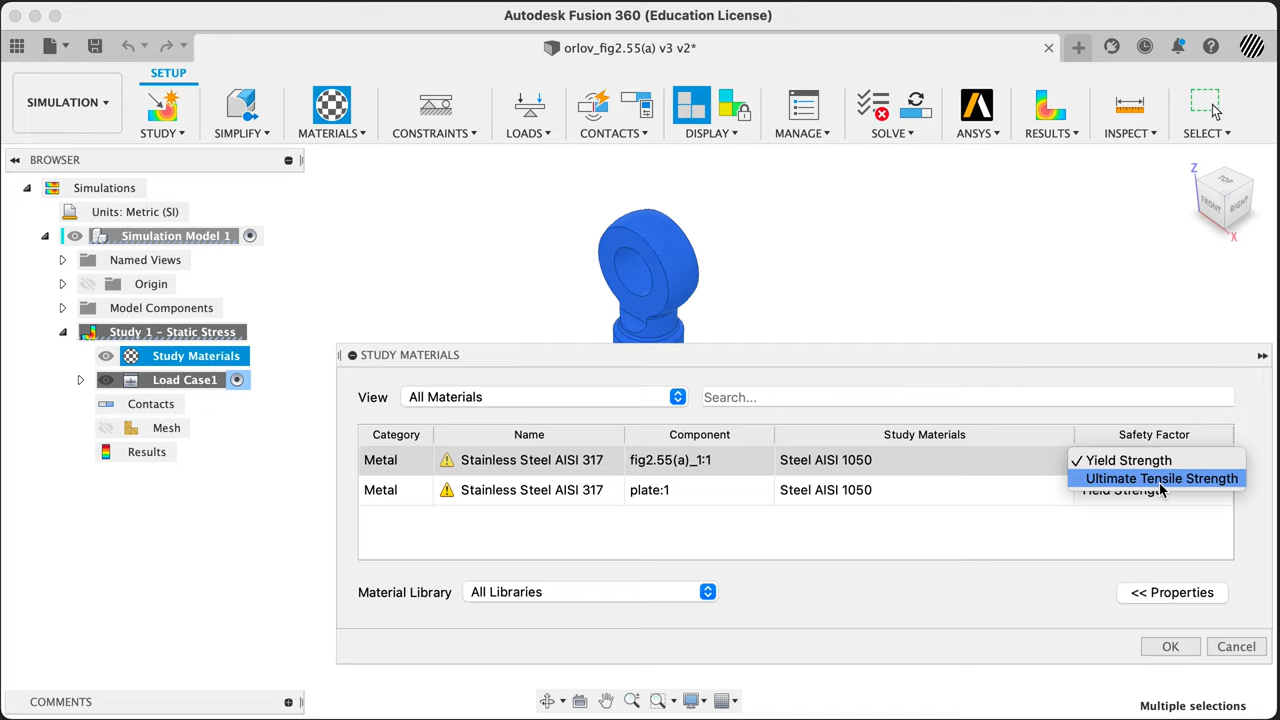 Autodesk Fusion 360 (Education License)
orlov_fig2.55(a) v3 v2*
SETUP
SIMULATION
STUDY
SIMPLIFY
MATERIALS
CONSTRAINTS
LOADS
CONTACTS
DISPLAY
MANAGE
SOLVE
ANSYS
RESULTS
INSPECT
SELECT
BROWSER
Simulations
Units: Metric (SI)
Simulation Model 1
Named Views
Origin
Model Components
Study 1 - Static Stress
Study Materials
Load Case1
Contacts
Mesh
Results
Z
TOP
FRONT
RIGHT
X
STUDY MATERIALS
View
All Materials
Search...
Category Name Component Study Materials Safety Factor
Metal Stainless Steel AISI 317 fig2.55(a)_1:1 Steel AISI 1050 ✓ Yield Strength
Ultimate Tensile Strength
Metal Stainless Steel AISI 317 plate:1 Steel AISI 1050 Yield Strength
Material Library
All Libraries
<< Properties
OK
Cancel
COMMENTS
Multiple selections